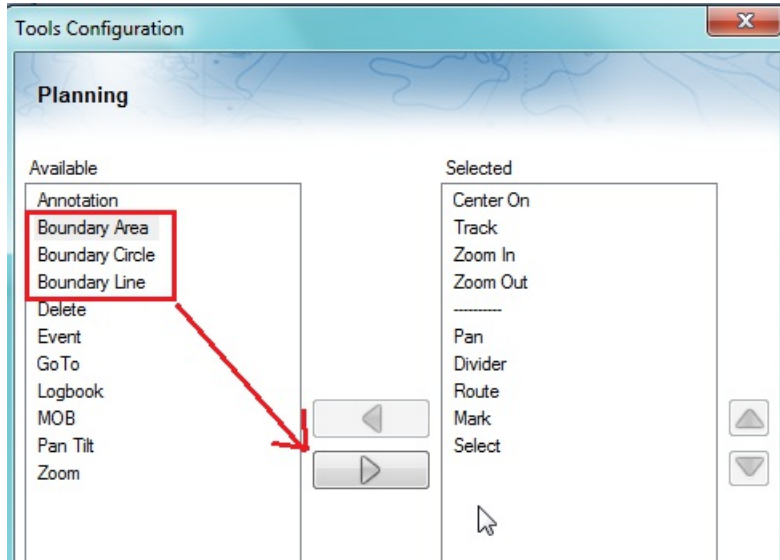 Tools Configuration
Planning
Available
Annotation
Boundary Area
Boundary Circle
Boundary Line
Delete
Event
GoTo
Logbook
MOB
Pan Tilt
Zoom
Selected
Center On
Track
Zoom In
Zoom Out
----------
Pan
Divider
Route
Mark
Select